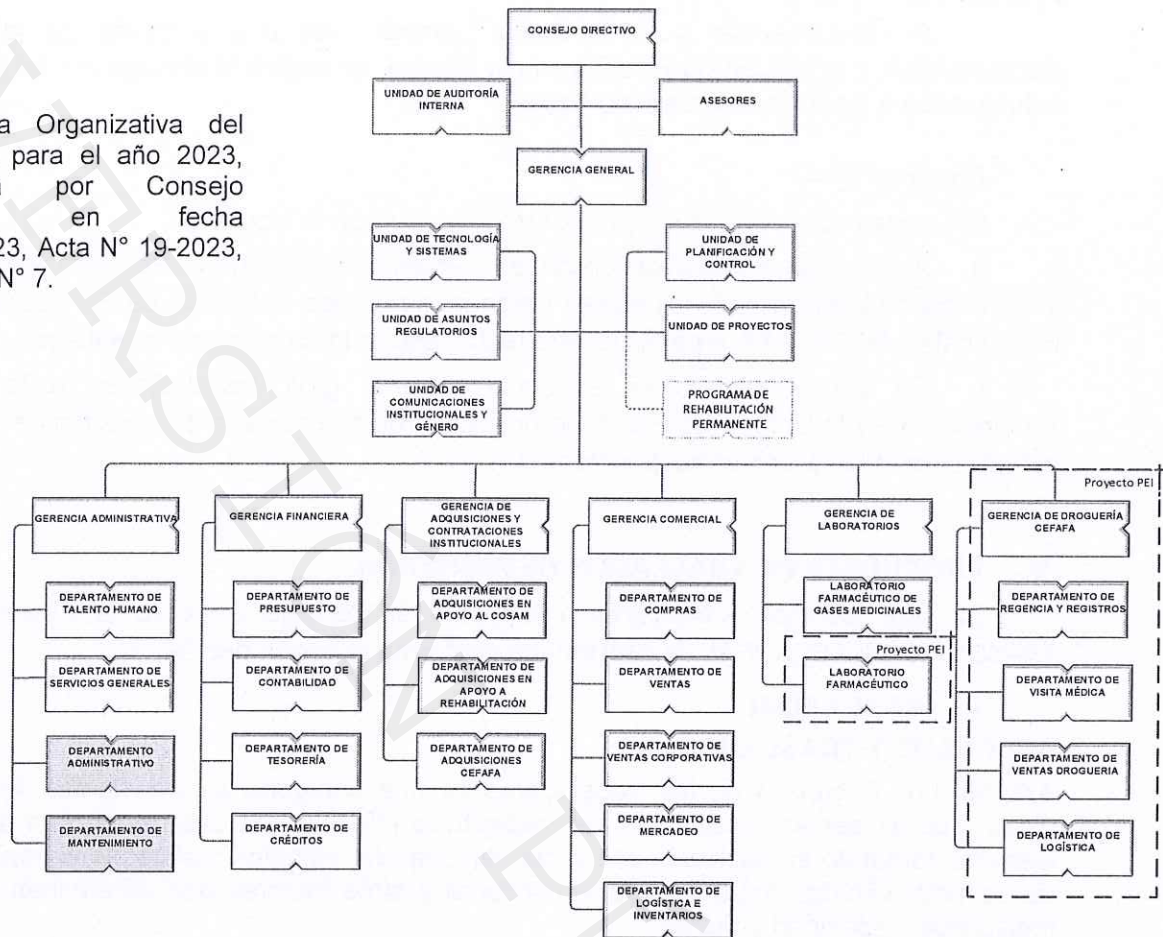 a Organizativa del
para el año 2023,
por Consejo
en fecha
23, Acta N° 19-2023,
N° 7.
CONSEJO DIRECTIVO
UNIDAD DE AUDITORÍA
INTERNA
ASESORES
GERENCIA GENERAL
UNIDAD DE TECNOLOGÍA
Y SISTEMAS
UNIDAD DE
PLANIFICACIÓN Y
CONTROL
UNIDAD DE ASUNTOS
REGULATORIOS
UNIDAD DE PROYECTOS
UNIDAD DE
COMUNICACIONES
INSTITUCIONALES Y
GÉNERO
PROGRAMA DE
REHABILITACIÓN
PERMANENTE
GERENCIA ADMINISTRATIVA
DEPARTAMENTO DE
TALENTO HUMANO
DEPARTAMENTO DE
SERVICIOS GENERALES
DEPARTAMENTO
ADMINISTRATIVO
DEPARTAMENTO DE
MANTENIMIENTO
GERENCIA FINANCIERA
DEPARTAMENTO DE
PRESUPUESTO
DEPARTAMENTO DE
CONTABILIDAD
DEPARTAMENTO DE
TESORERÍA
DEPARTAMENTO DE
CRÉDITOS
GERENCIA DE
ADQUISICIONES Y
CONTRATACIONES
INSTITUCIONALES
DEPARTAMENTO DE
ADQUISICIONES EN
APOYO AL COSAM
DEPARTAMENTO DE
ADQUISICIONES EN
APOYO A
REHABILITACIÓN
DEPARTAMENTO DE
ADQUISICIONES
CEFAFA
GERENCIA COMERCIAL
DEPARTAMENTO DE
COMPRAS
DEPARTAMENTO DE
VENTAS
DEPARTAMENTO DE
VENTAS CORPORATIVAS
DEPARTAMENTO DE
MERCADEO
DEPARTAMENTO DE
LOGÍSTICA E
INVENTARIOS
GERENCIA DE
LABORATORIOS
LABORATORIO
FARMACÉUTICO DE
GASES MEDICINALES
Proyecto PEI
LABORATORIO
FARMACÉUTICO
Proyecto PEI
GERENCIA DE DROGUERÍA
CEFAFA
DEPARTAMENTO DE
REGENCIA Y REGISTROS
DEPARTAMENTO DE
VISITA MÉDICA
DEPARTAMENTO DE
VENTAS DROGUERIA
DEPARTAMENTO DE
LOGÍSTICA
VERSION P